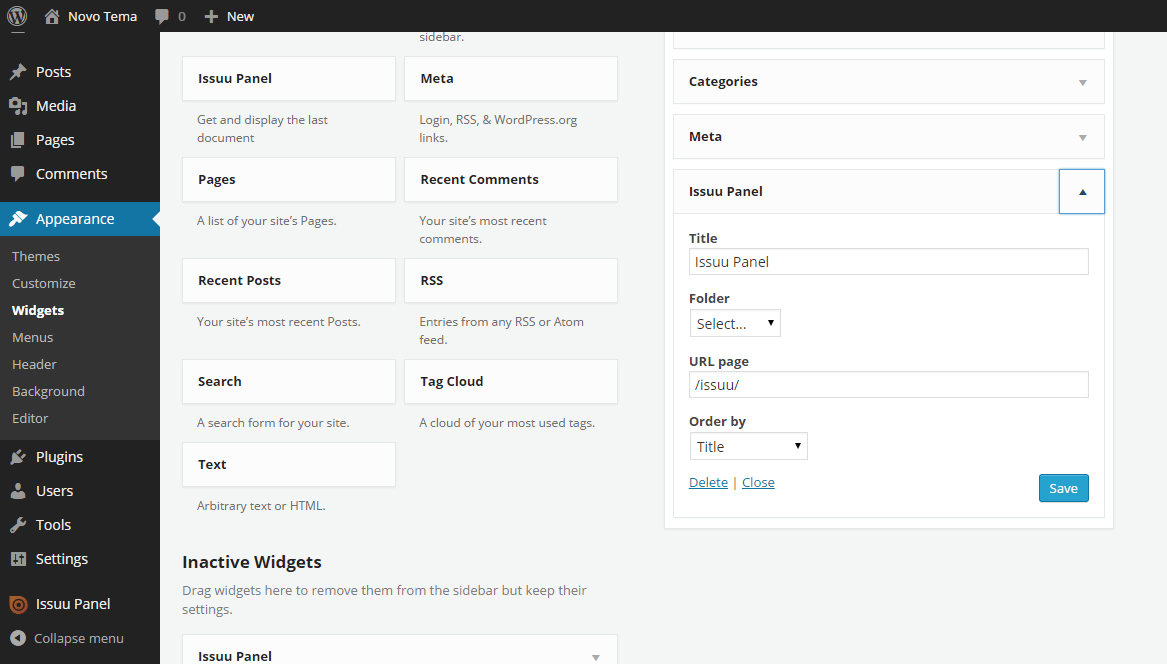 Novo Tema
0
New
Posts
Media
Pages
Comments
Appearance
Themes
Customize
Widgets
Menus
Header
Background
Editor
Plugins
Users
Tools
Settings
Issuu Panel
Collapse menu
sidebar.
Issuu Panel
Get and display the last
document
Meta
Login, RSS, & WordPress.org
links.
Pages
A list of your site’s Pages.
Recent Comments
Your site’s most recent
comments.
Recent Posts
Your site’s most recent Posts.
RSS
Entries from any RSS or Atom
feed.
Search
A search form for your site.
Tag Cloud
A cloud of your most used tags.
Text
Arbitrary text or HTML.
Inactive Widgets
Drag widgets here to remove them from the sidebar but keep their
settings.
Issuu Panel
Categories
Meta
Issuu Panel
Title
Issuu Panel
Folder
Select...
URL page
/issuu/
Order by
Title
Delete | Close
Save